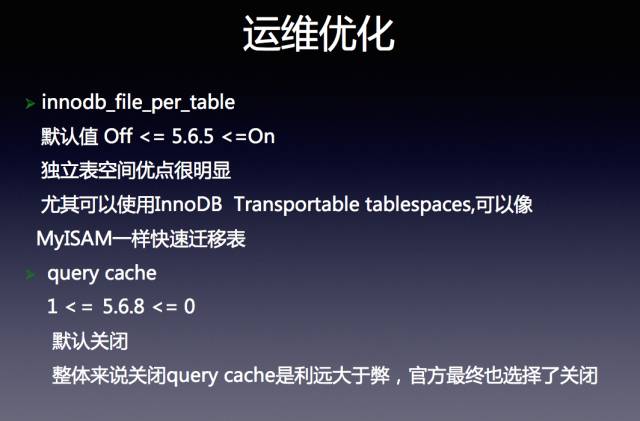 运维优化
innodb_file_per_table
默认值 Off <= 5.6.5 <=On
独立表空间优点很明显
尤其可以使用InnoDB Transportable tablespaces,可以像
MyISAM一样快速迁移表
query cache
1 <= 5.6.8 <= 0
默认关闭
整体来说关闭query cache是利远大于弊，官方最终也选择了关闭